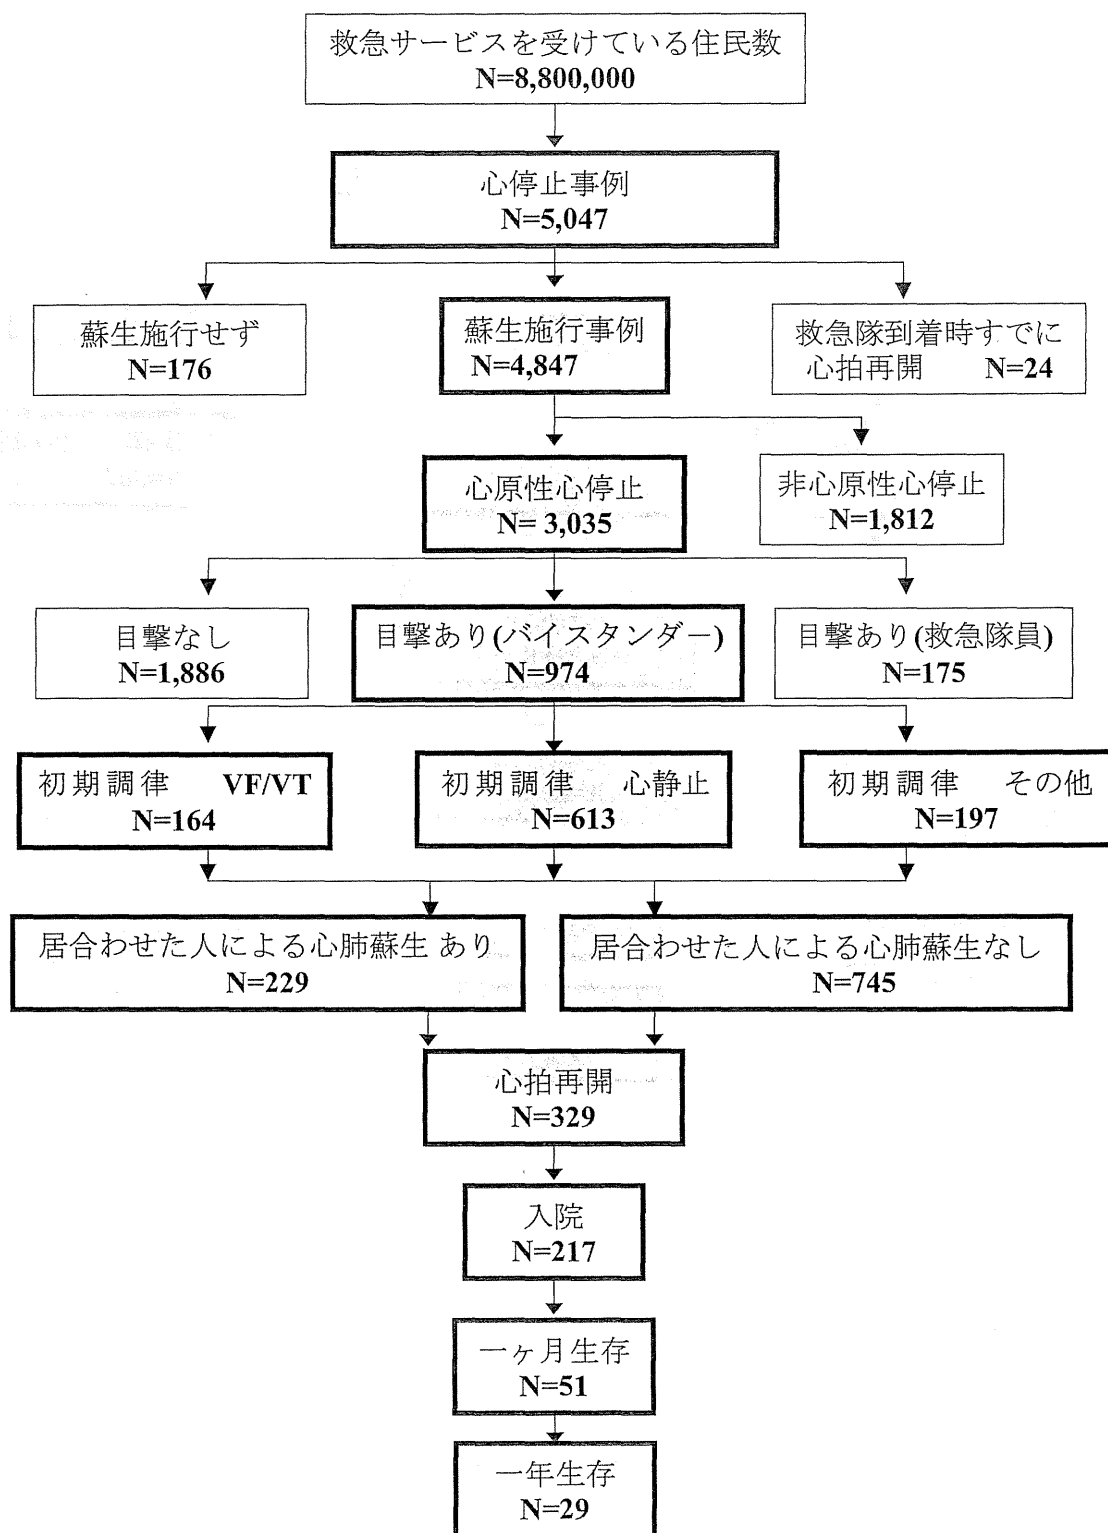 救急サービスを受けている住民数
N=8,800,000
心停止事例
N=5,047
蘇生施行せず
N=176
蘇生施行事例
N=4,847
救急隊到着時すでに
心拍再開 N=24
心原性心停止
N= 3,035
非心原性心停止
N=1,812
目撃なし
N=1,886
目撃あり(バイスタンダー)
N=974
目撃あり(救急隊員)
N=175
初期調律 VF/VT
N=164
初期調律 心静止
N=613
初期調律 その他
N=197
居合わせた人による心肺蘇生 あり
N=229
居合わせた人による心肺蘇生なし
N=745
心拍再開
N=329
入院
N=217
一ヶ月生存
N=51
一年生存
N=29